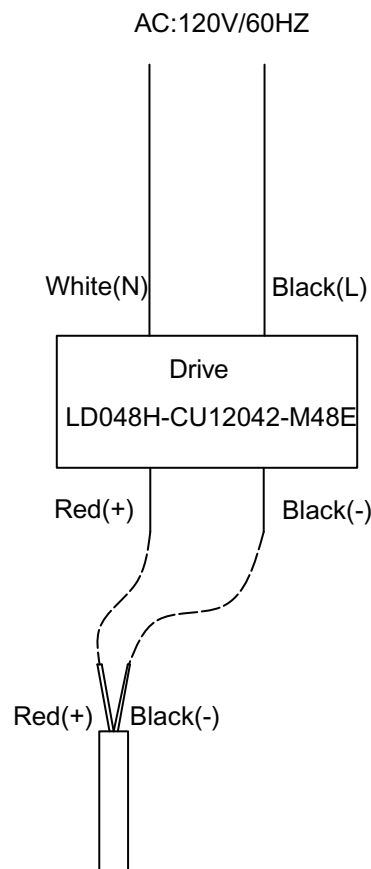 AC:120V/60HZ
White(N)
Black(L)
Drive
LD048H-CU12042-M48E
Red(+)
Black(-)
Red(+)
Black(-)